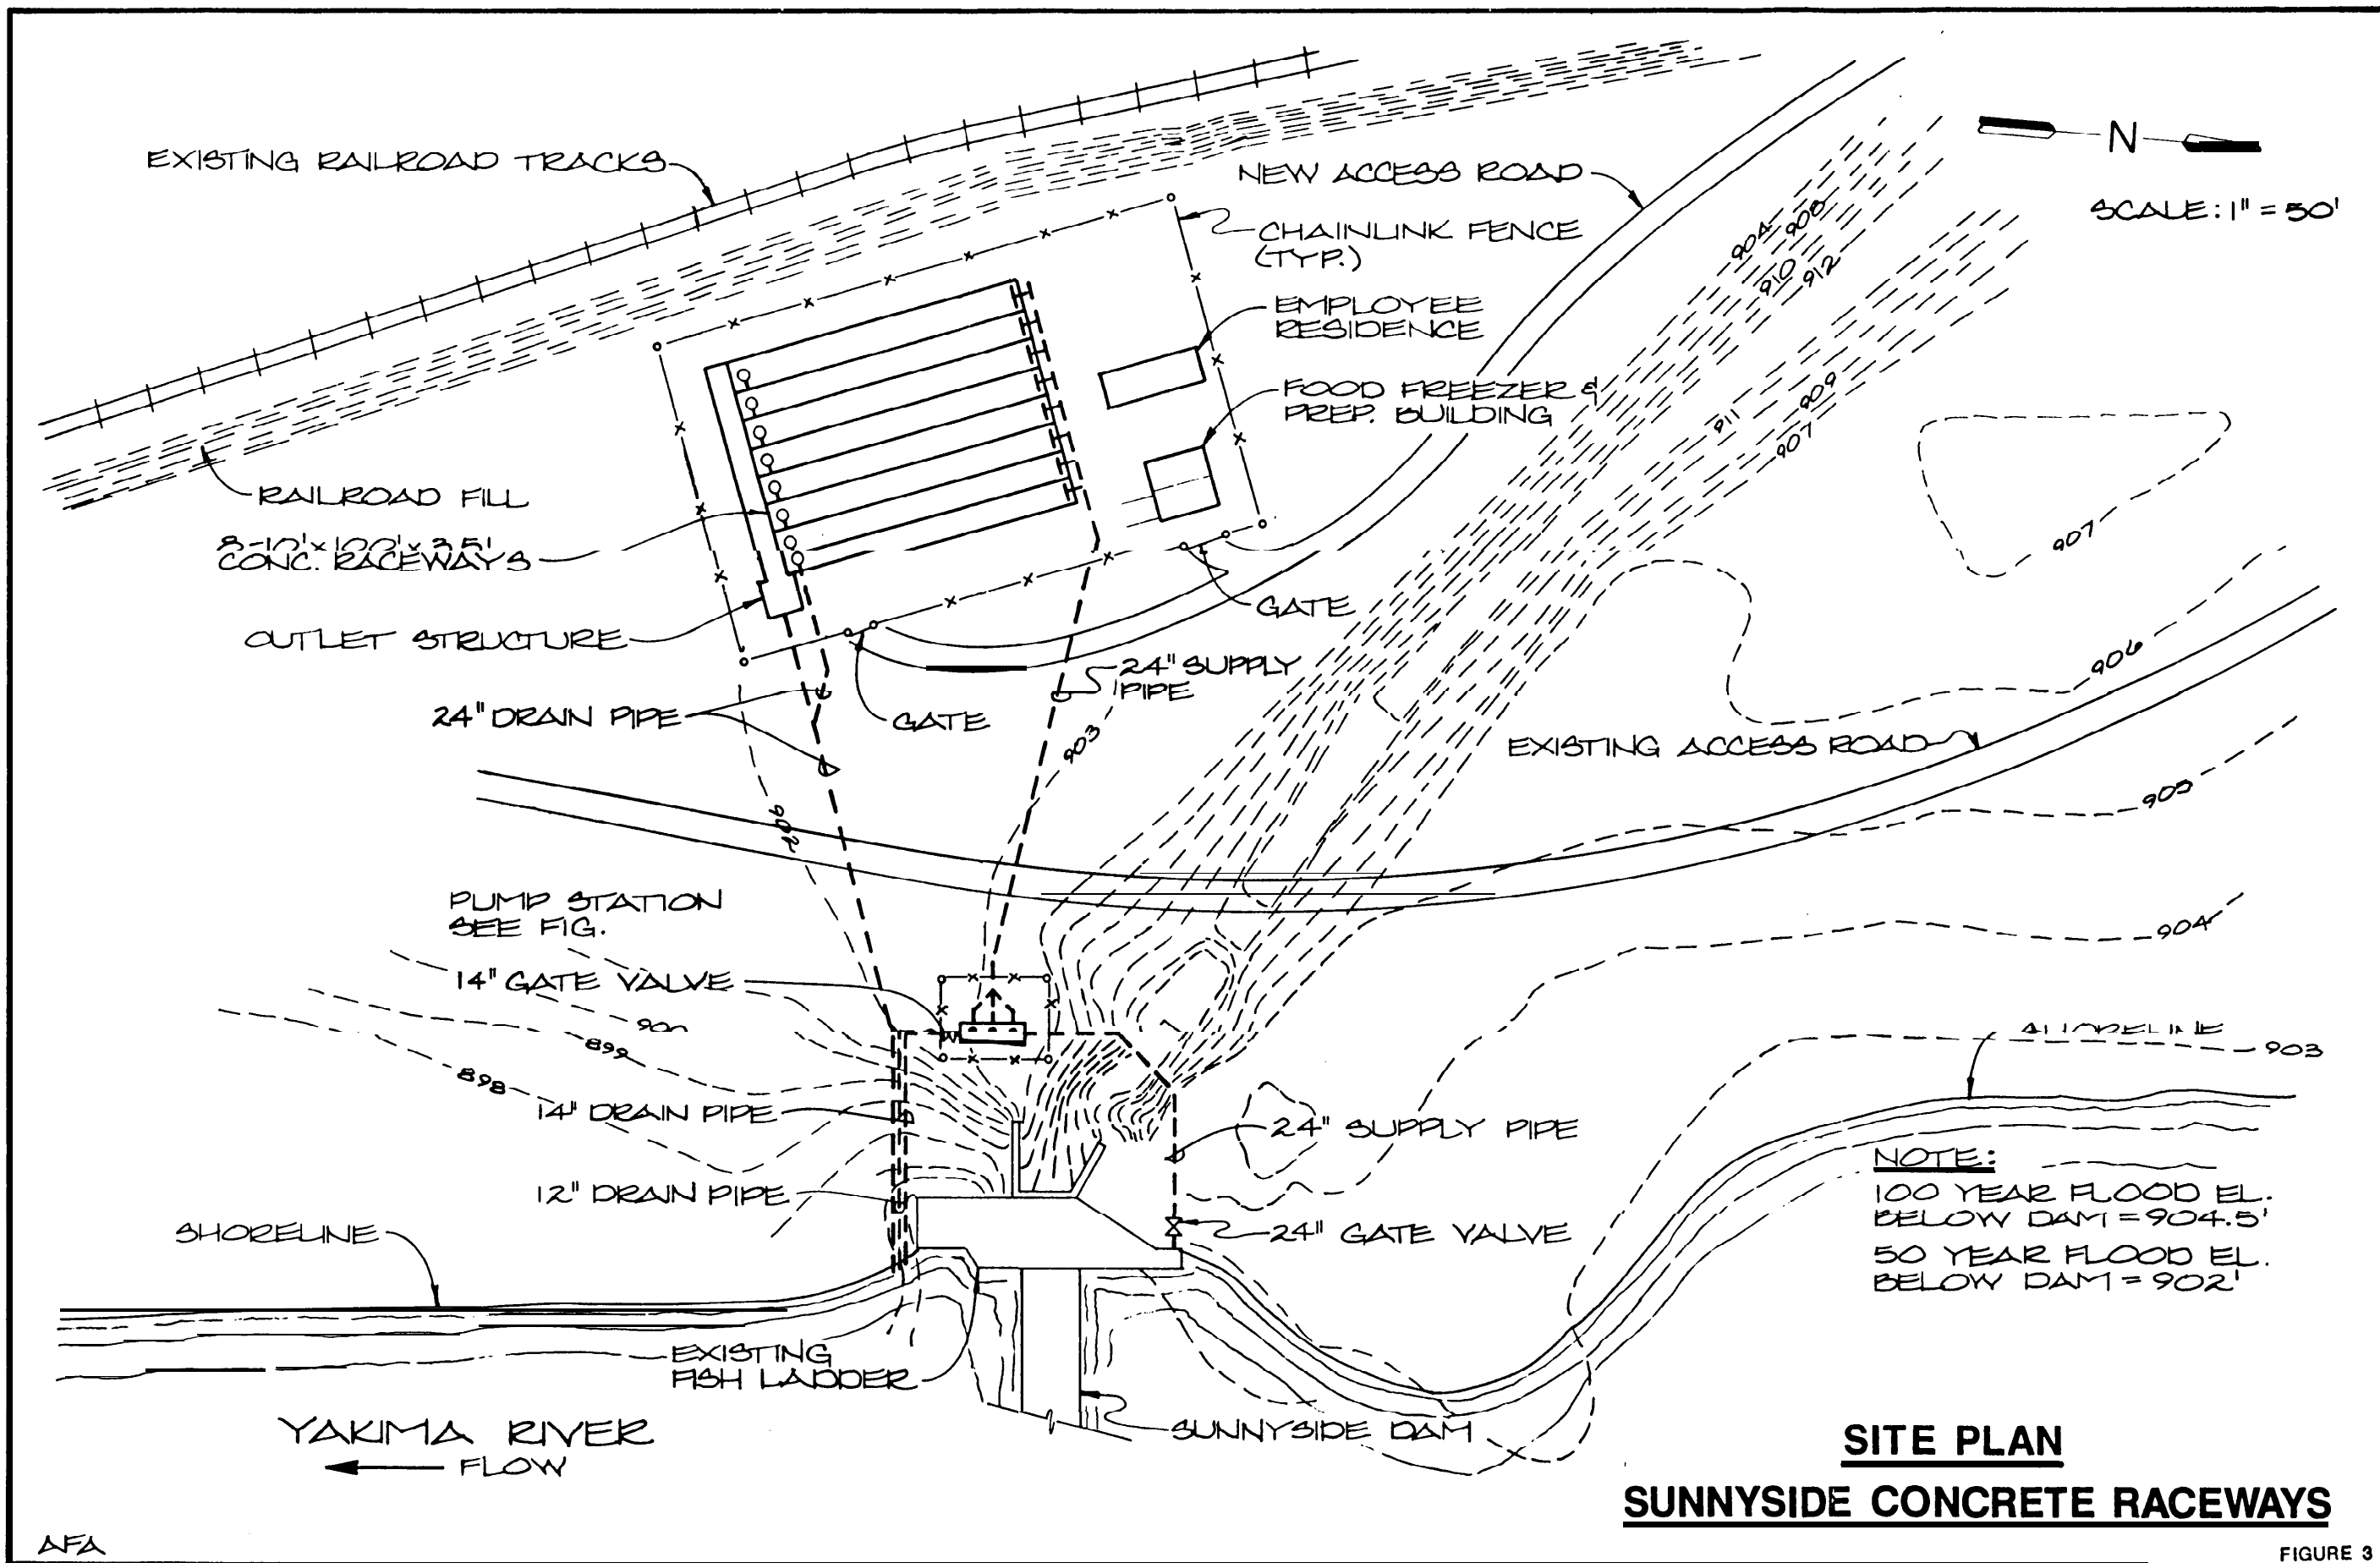 EXISTING RAILROAD TRACKS
N
SCALE: 1" = 50'
NEW ACCESS ROAD
CHAINLINK FENCE
(TYP.)
EMPLOYEE
RESIDENCE
FOOD FREEZER &
PREP. BUILDING
904
908
910
912
911
909
907
907
RAILROAD FILL
8-10'x100'x3.5'
CONC. RACEWAYS
OUTLET STRUCTURE
GATE
24" DRAIN PIPE
GATE
24" SUPPLY
PIPE
903
902
906
EXISTING ACCESS ROAD
905
904
PUMP STATION
SEE FIG.
14" GATE VALVE
900
899
898
14" DRAIN PIPE
12" DRAIN PIPE
SHORELINE
24" SUPPLY PIPE
24" GATE VALVE
SHORELINE
903
NOTE:
100 YEAR FLOOD EL.
BELOW DAM = 904.5'
50 YEAR FLOOD EL.
BELOW DAM = 902'
EXISTING
FISH LADDER
SUNNYSIDE DAM
YAKIMA RIVER
FLOW
SITE PLAN
SUNNYSIDE CONCRETE RACEWAYS
AFA
FIGURE 3